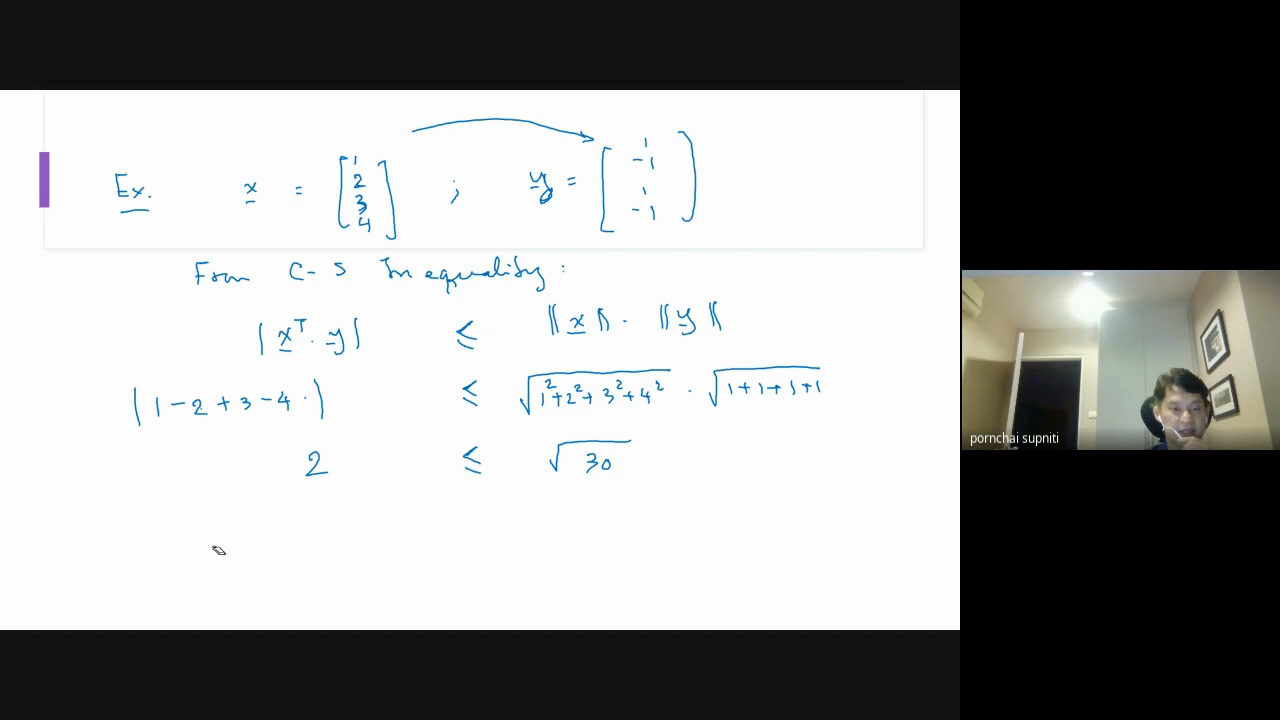 Ex. x = [1 2 3 4] ; y = [1 -1 1 -1]
From C-S Inequality:
|x^T · y| ≤ ||x|| · ||y||
|1-2+3-4·| ≤ √(1²+2²+3²+4²) · √(1+1+1+1)
2 ≤ √30
pornchai supniti